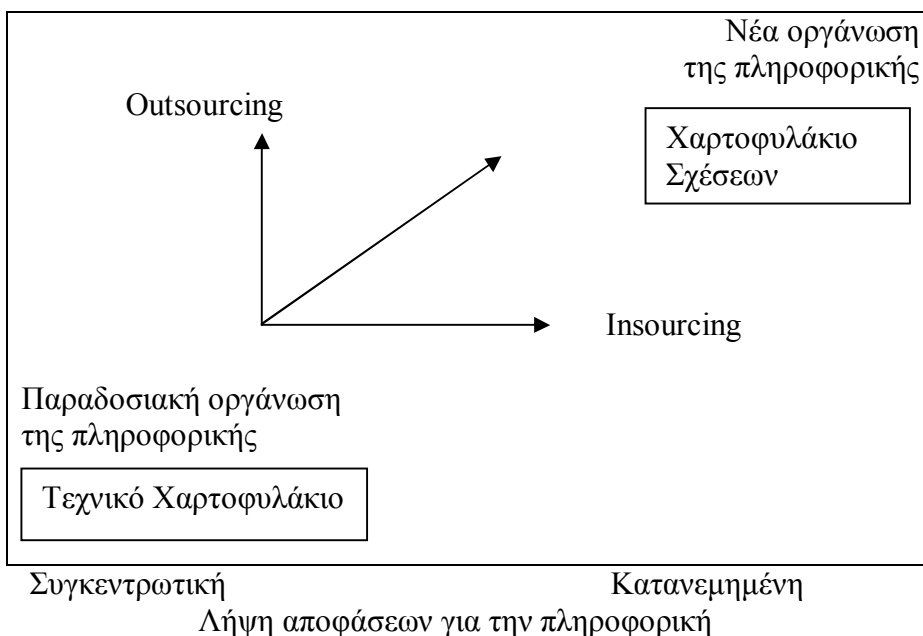 Νέα οργάνωση
της πληροφορικής
Outsourcing
Χαρτοφυλάκιο
Σχέσεων
Insourcing
Παραδοσιακή οργάνωση
της πληροφορικής
Τεχνικό Χαρτοφυλάκιο
Συγκεντρωτική Κατανεμημένη
Λήψη αποφάσεων για την πληροφορική